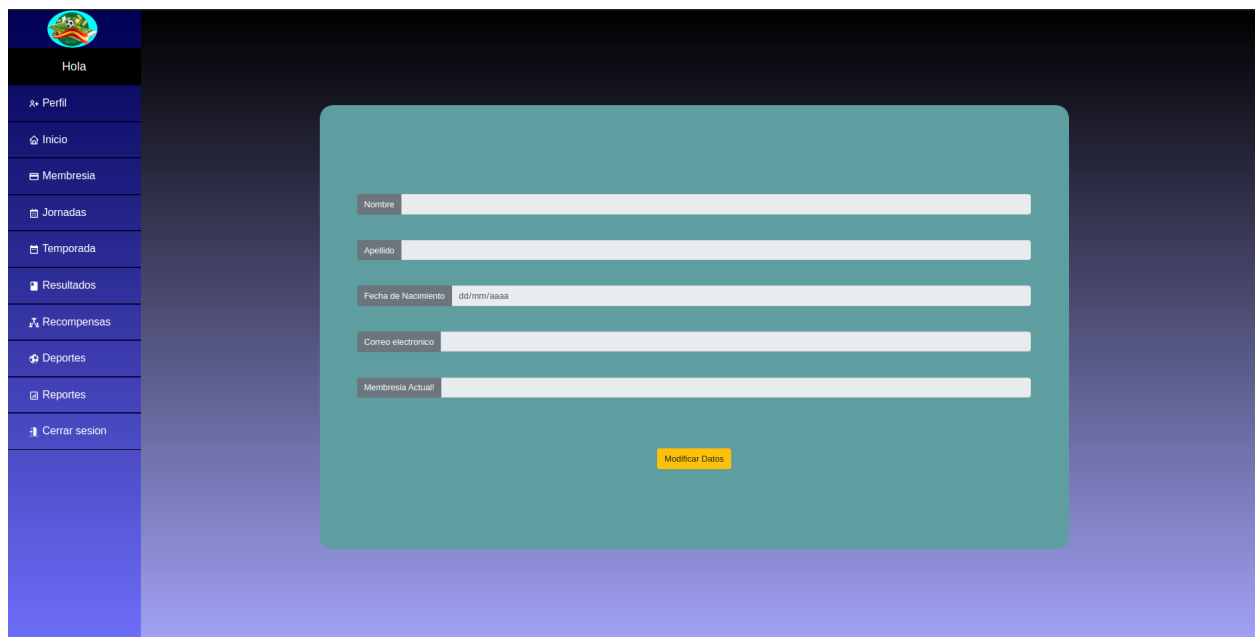 Hola
Perfil
Inicio
Membresia
Jornadas
Temporada
Resultados
Recompensas
Deportes
Reportes
Cerrar sesion
Nombre
Apellido
Fecha de Nacimiento dd/mm/aaaa
Correo electronico
Membresia Actual!
Modificar Datos